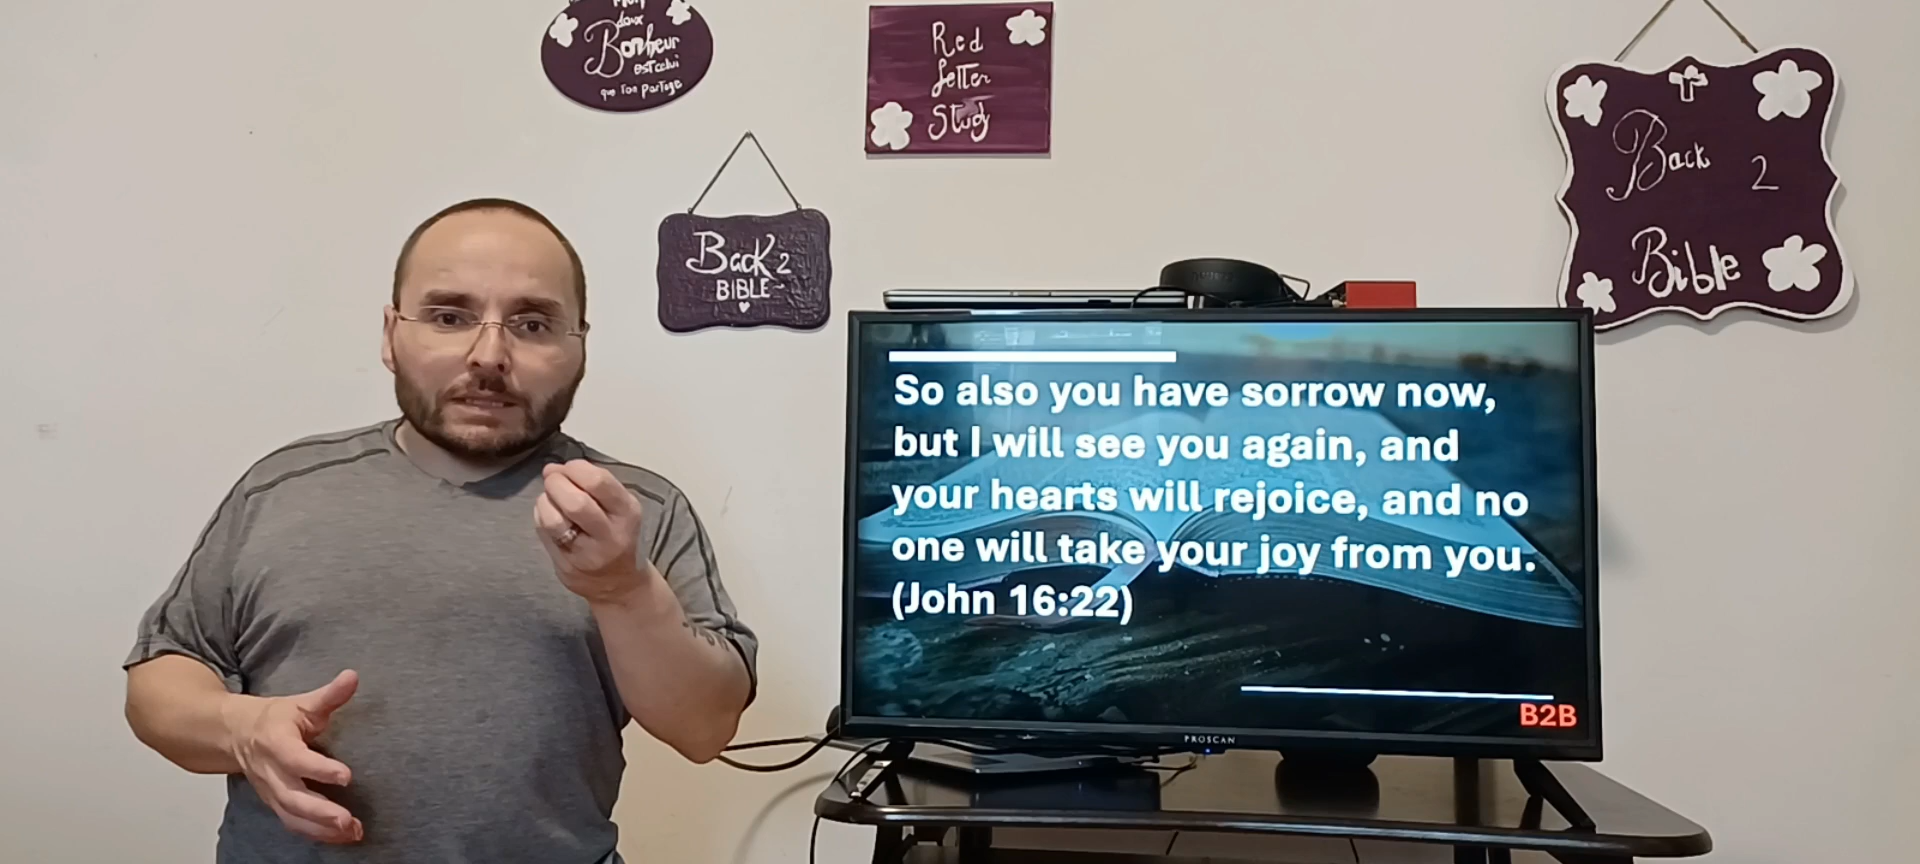 Mon
doux
Bonheur
est celui
que l'on partage
Red
Letter
Study
Back 2
BIBLE
Back 2
Bible
So also you have sorrow now,
but I will see you again, and
your hearts will rejoice, and no
one will take your joy from you.
(John 16:22)
B2B
PROSCAN